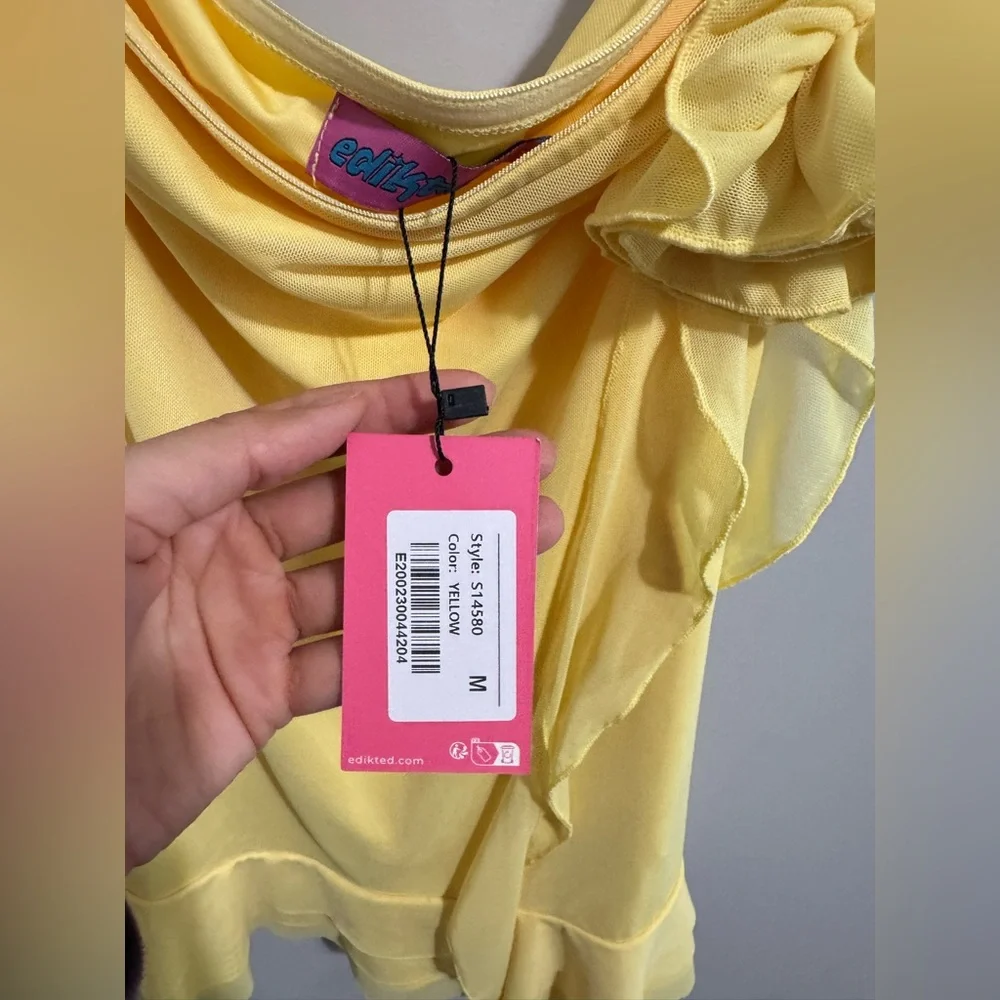 edikted
Style: S14580
M
Color: YELLOW
E200230044204
edikted.com